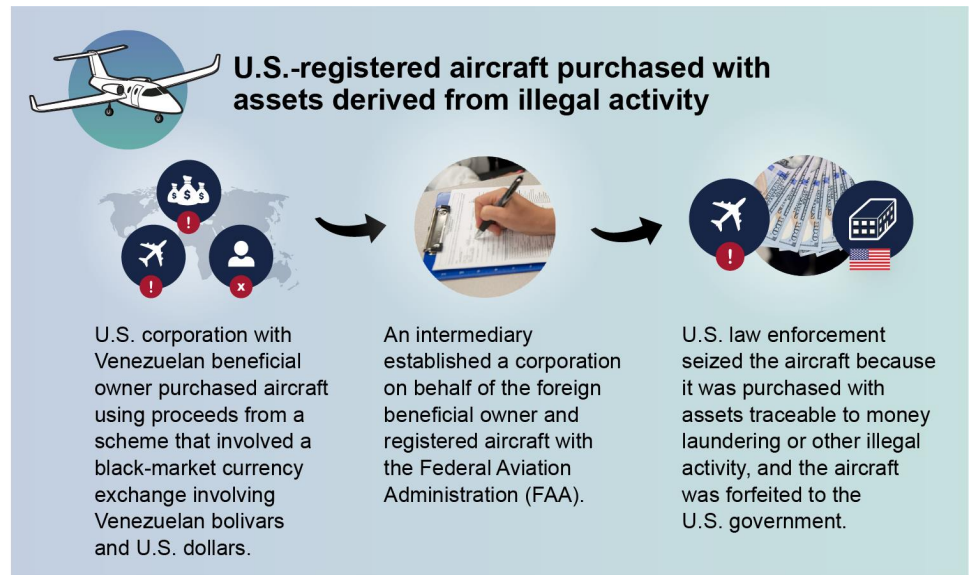 U.S.-registered aircraft purchased with
assets derived from illegal activity
$ $ $
!
!
x
!
U.S. corporation with
Venezuelan beneficial
owner purchased aircraft
using proceeds from a
scheme that involved a
black-market currency
exchange involving
Venezuelan bolivars
and U.S. dollars.
An intermediary
established a corporation
on behalf of the foreign
beneficial owner and
registered aircraft with
the Federal Aviation
Administration (FAA).
U.S. law enforcement
seized the aircraft because
it was purchased with
assets traceable to money
laundering or other illegal
activity, and the aircraft
was forfeited to the
U.S. government.